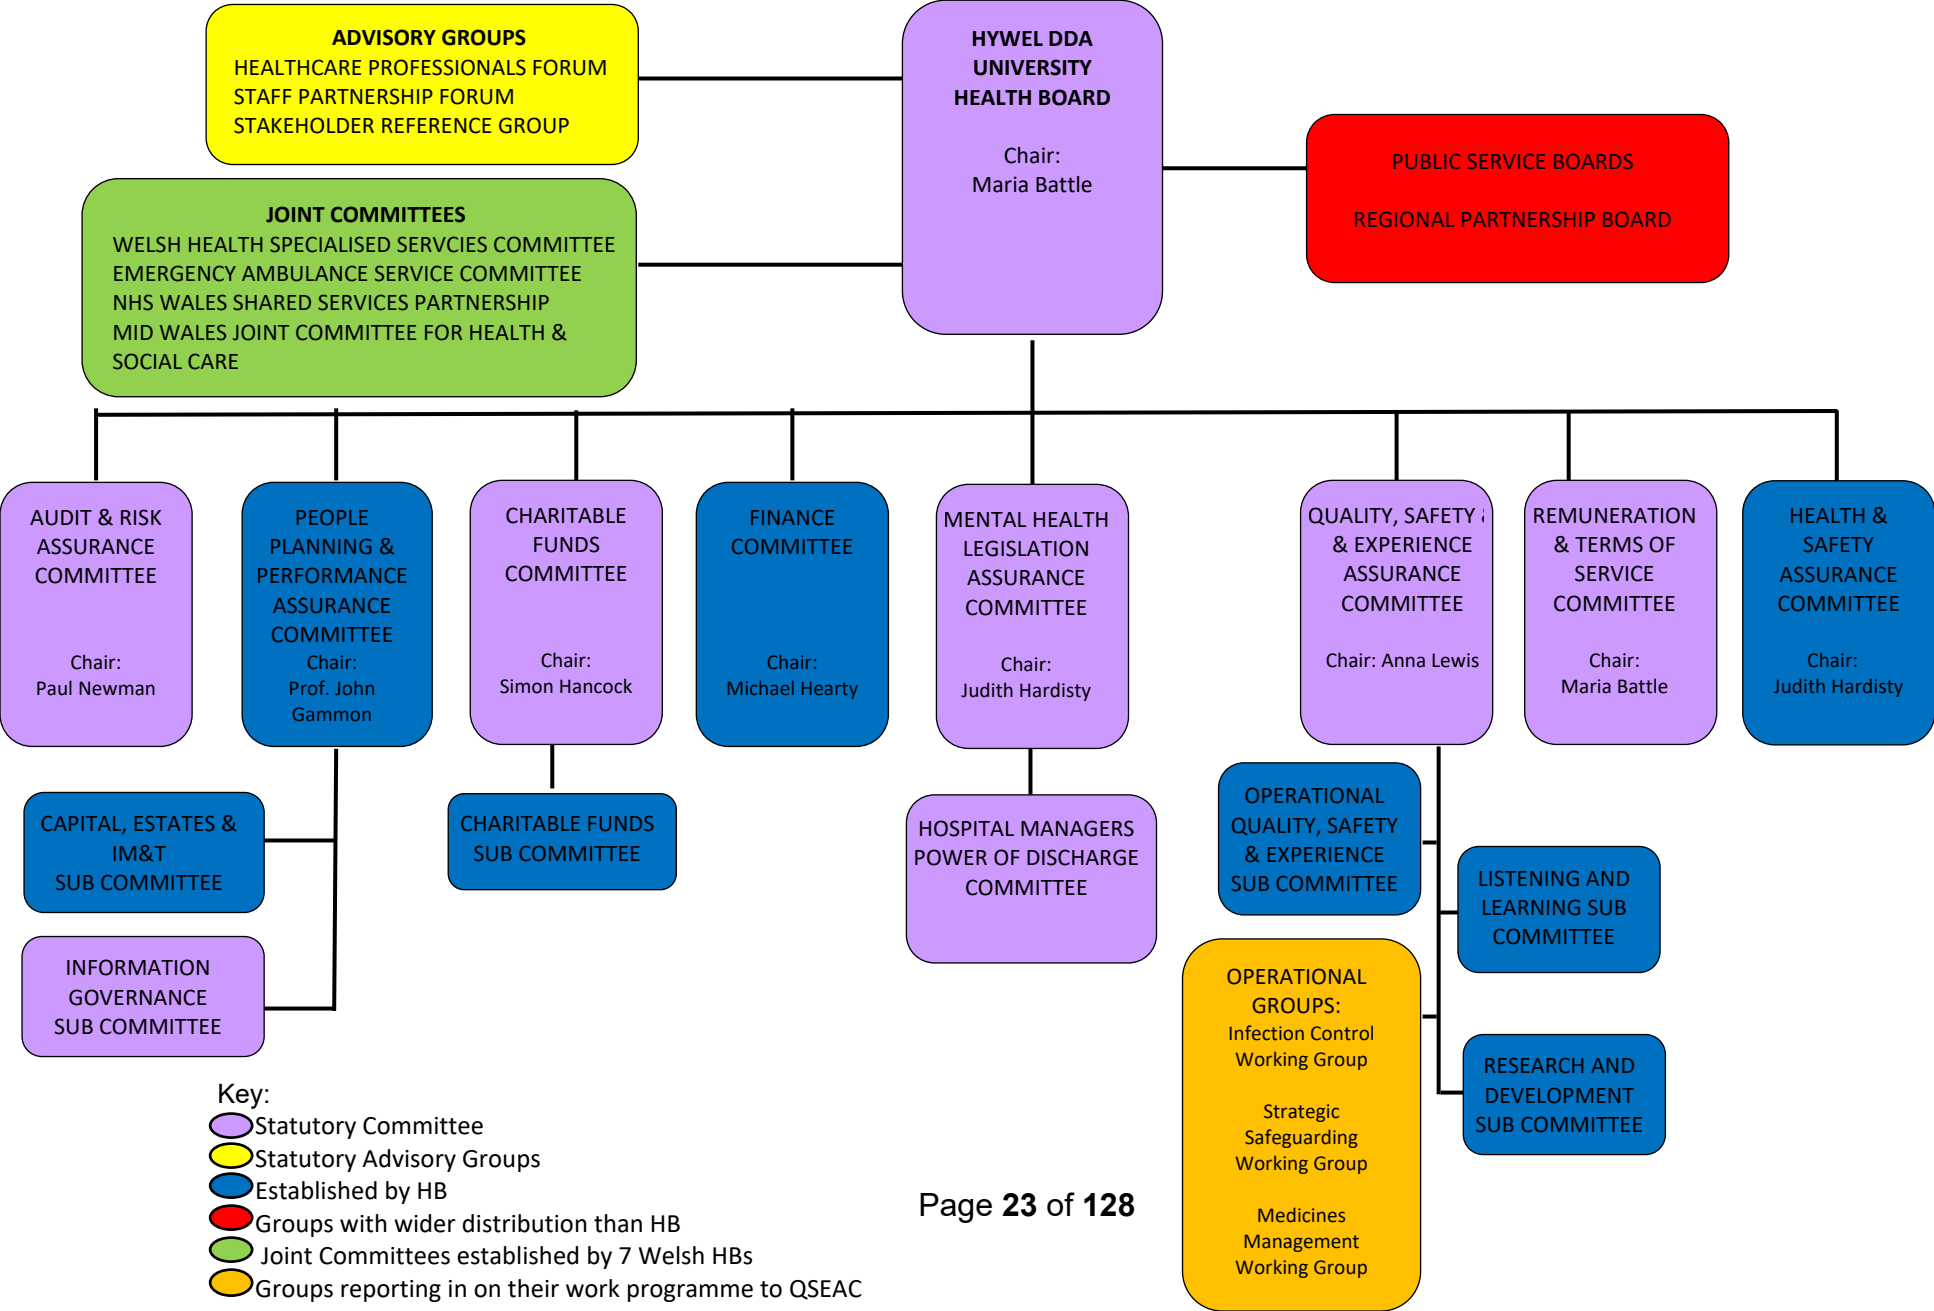 ADVISORY GROUPS
HEALTHCARE PROFESSIONALS FORUM
STAFF PARTNERSHIP FORUM
STAKEHOLDER REFERENCE GROUP
HYWEL DDA
UNIVERSITY
HEALTH BOARD
Chair:
Maria Battle
PUBLIC SERVICE BOARDS
REGIONAL PARTNERSHIP BOARD
JOINT COMMITTEES
WELSH HEALTH SPECIALISED SERVCIES COMMITTEE
EMERGENCY AMBULANCE SERVICE COMMITTEE
NHS WALES SHARED SERVICES PARTNERSHIP
MID WALES JOINT COMMITTEE FOR HEALTH &
SOCIAL CARE
AUDIT & RISK
ASSURANCE
COMMITTEE
Chair:
Paul Newman
PEOPLE
PLANNING &
PERFORMANCE
ASSURANCE
COMMITTEE
Chair:
Prof. John
Gammon
CHARITABLE
FUNDS
COMMITTEE
Chair:
Simon Hancock
FINANCE
COMMITTEE
Chair:
Michael Hearty
MENTAL HEALTH
LEGISLATION
ASSURANCE
COMMITTEE
Chair:
Judith Hardisty
QUALITY, SAFETY
& EXPERIENCE
ASSURANCE
COMMITTEE
Chair: Anna Lewis
REMUNERATION
& TERMS OF
SERVICE
COMMITTEE
Chair:
Maria Battle
HEALTH &
SAFETY
ASSURANCE
COMMITTEE
Chair:
Judith Hardisty
CAPITAL, ESTATES &
IM&T
SUB COMMITTEE
INFORMATION
GOVERNANCE
SUB COMMITTEE
CHARITABLE FUNDS
SUB COMMITTEE
HOSPITAL MANAGERS
POWER OF DISCHARGE
COMMITTEE
OPERATIONAL
QUALITY, SAFETY
& EXPERIENCE
SUB COMMITTEE
LISTENING AND
LEARNING SUB
COMMITTEE
OPERATIONAL
GROUPS:
Infection Control
Working Group
Strategic
Safeguarding
Working Group
Medicines
Management
Working Group
RESEARCH AND
DEVELOPMENT
SUB COMMITTEE
Key:
Statutory Committee
Statutory Advisory Groups
Established by HB
Groups with wider distribution than HB
Joint Committees established by 7 Welsh HBs
Groups reporting in on their work programme to QSEAC
Page 23 of 128